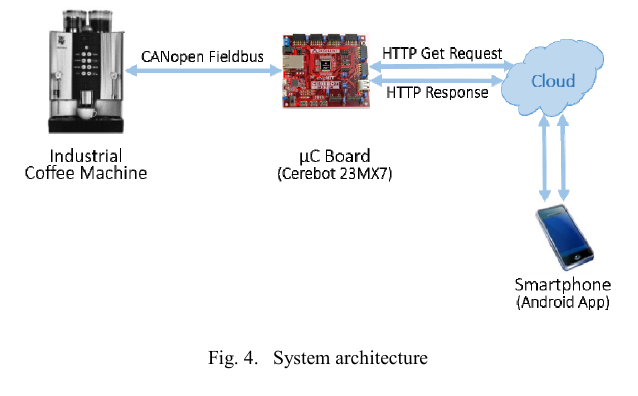 CANopen Fieldbus
HTTP Get Request
HTTP Response
Cloud
Industrial
Coffee Machine
µC Board
(Cerebot 23MX7)
Smartphone
(Android App)
Fig. 4. System architecture